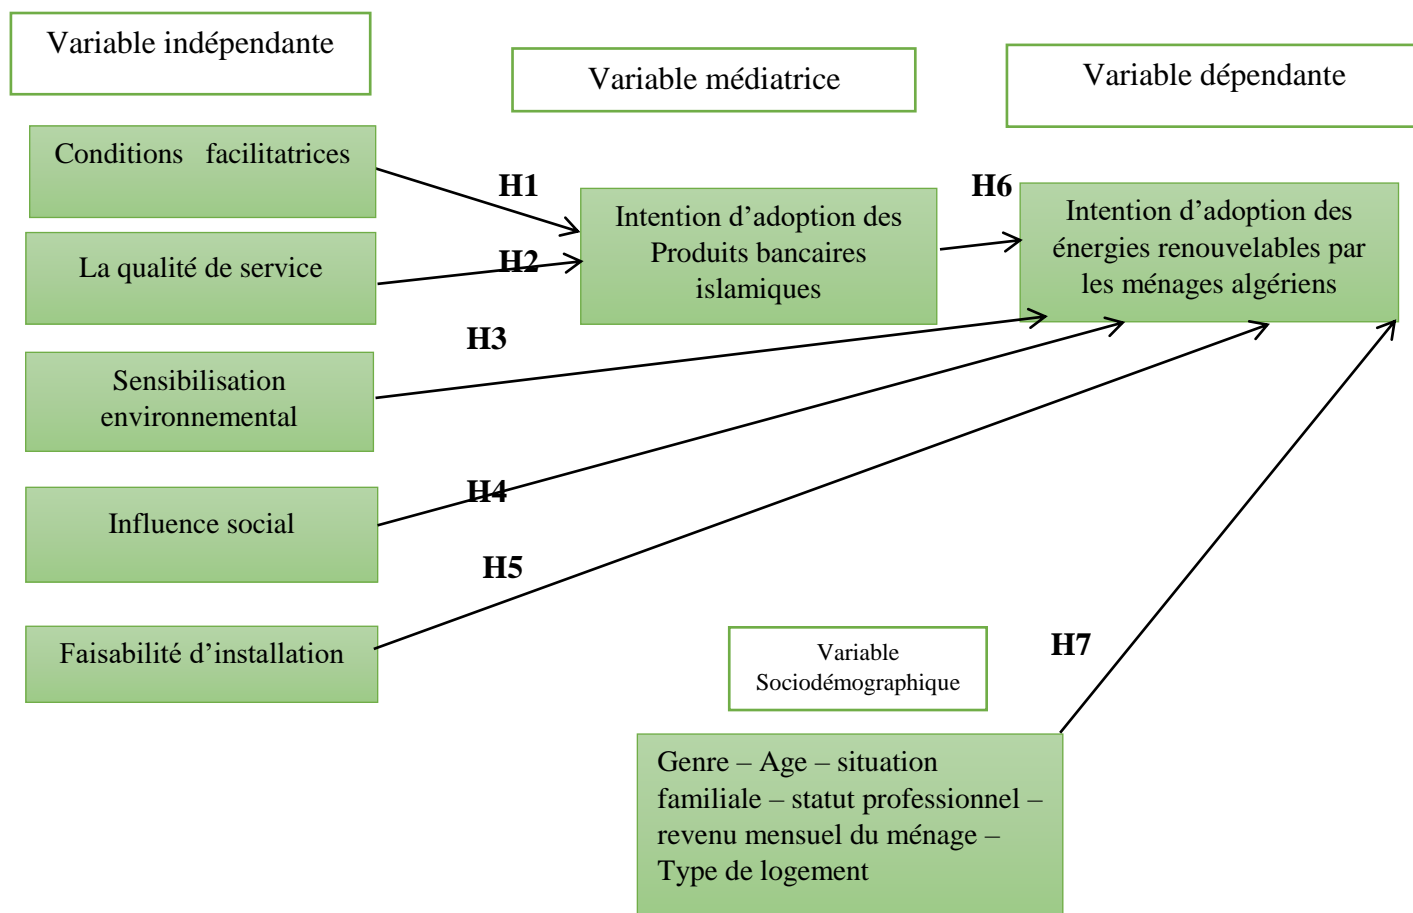 Variable indépendante
Variable médiatrice
Variable dépendante
Conditions facilitatrices
H1
H6
Intention d’adoption des
Produits bancaires
islamiques
Intention d’adoption des
énergies renouvelables par
les ménages algériens
La qualité de service
H2
H3
Sensibilisation
environnemental
H4
Influence social
H5
Faisabilité d’installation
Variable
Sociodémographique
H7
Genre – Age – situation
familiale – statut professionnel –
revenu mensuel du ménage –
Type de logement